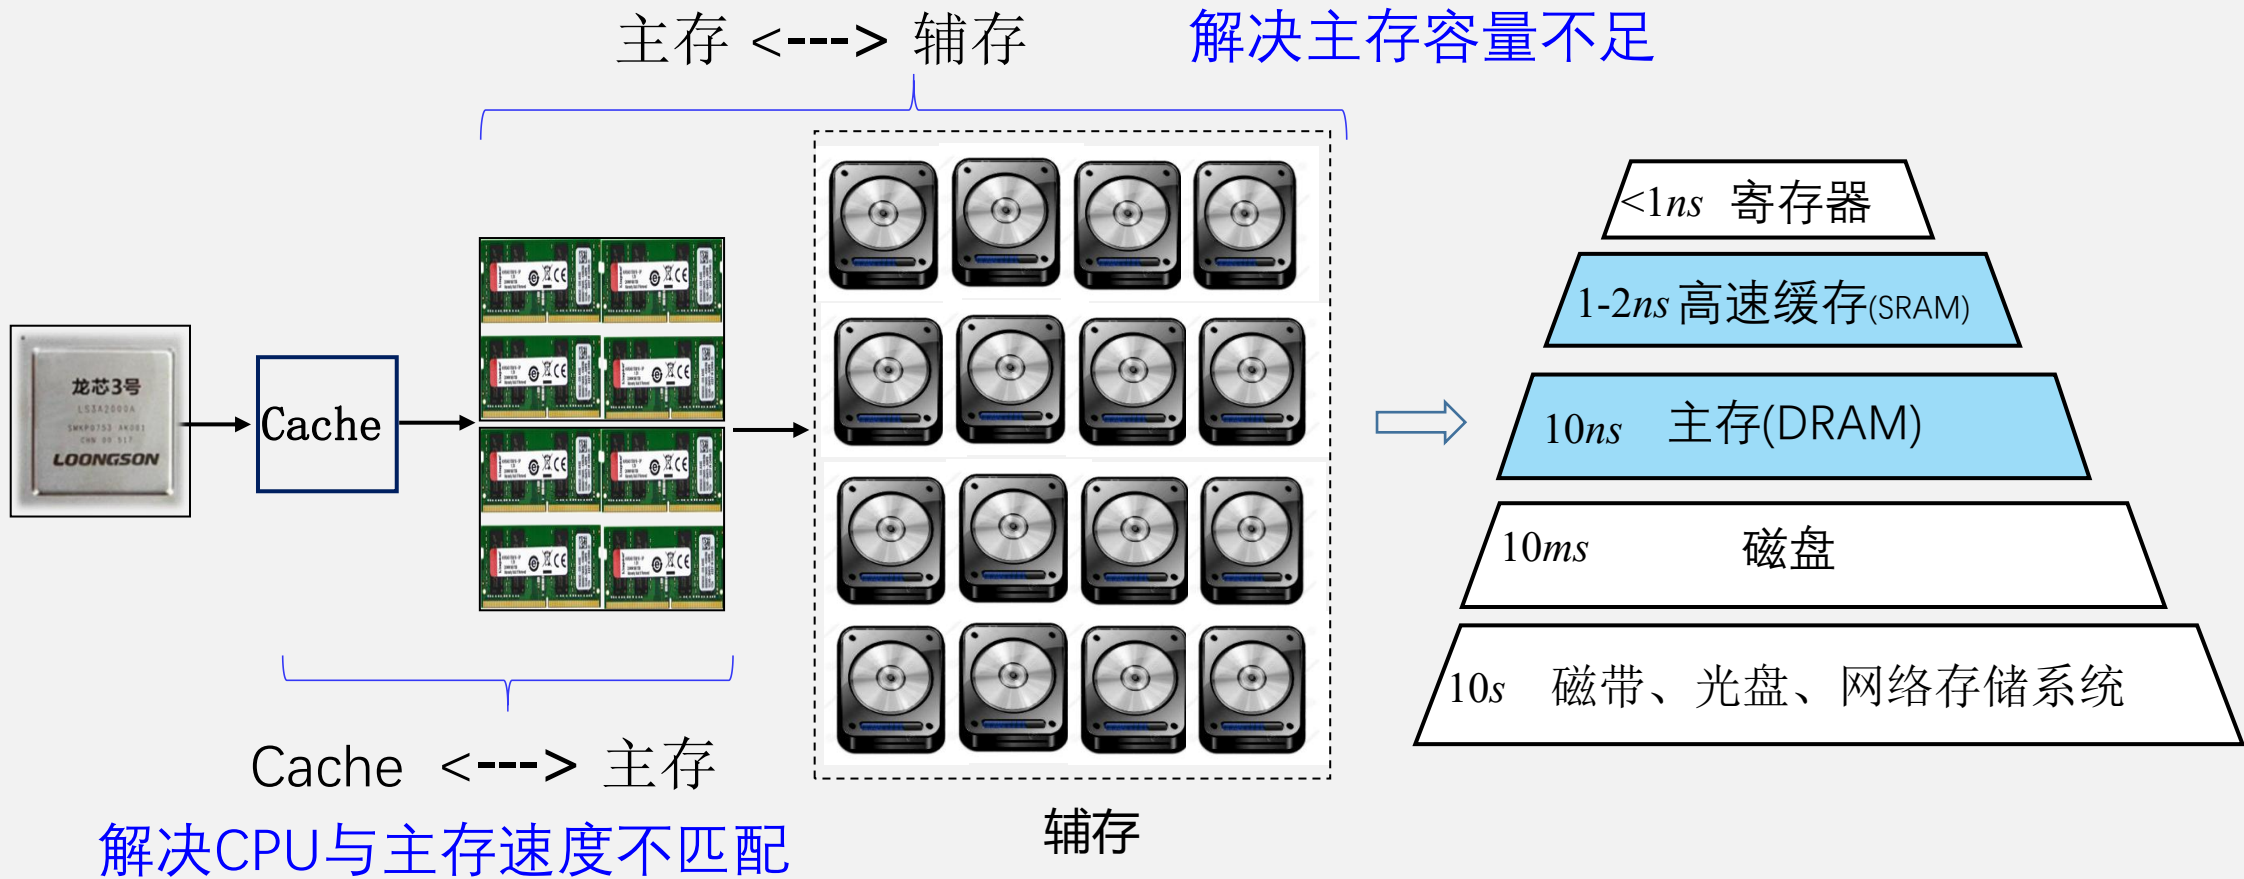 主存 <---> 辅存
解决主存容量不足
龙芯3号
LS3A2000A
LOONGSON
Cache
Cache <---> 主存
解决CPU与主存速度不匹配
辅存
<1ns 寄存器
1-2ns 高速缓存(SRAM)
10ns 主存(DRAM)
10ms 磁盘
10s 磁带、光盘、网络存储系统